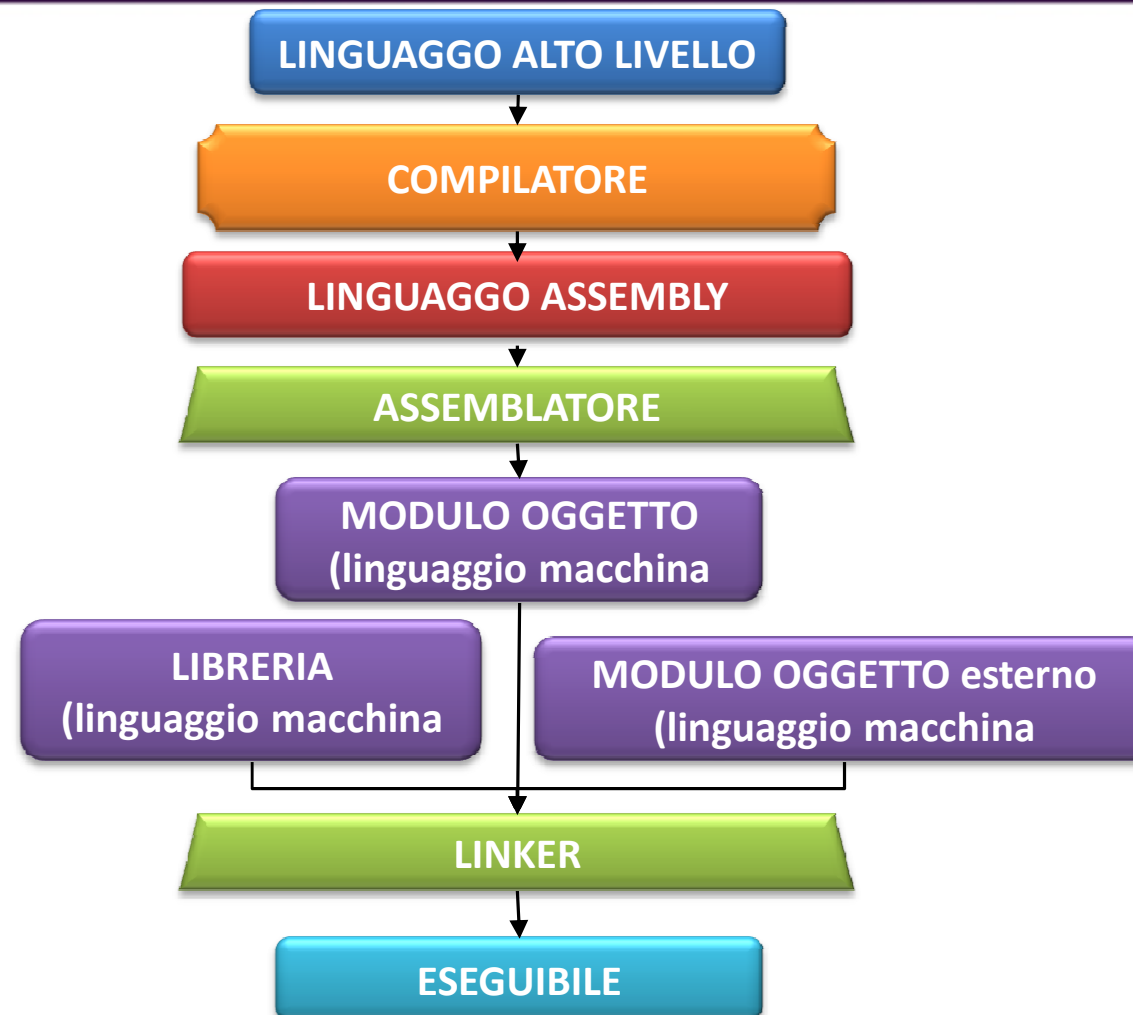 LINGUAGGO ALTO LIVELLO
COMPILATORE
LINGUAGGO ASSEMBLY
ASSEMBLATORE
MODULO OGGETTO
(linguaggio macchina
LIBRERIA
(linguaggio macchina
MODULO OGGETTO esterno
(linguaggio macchina
LINKER
ESEGUIBILE